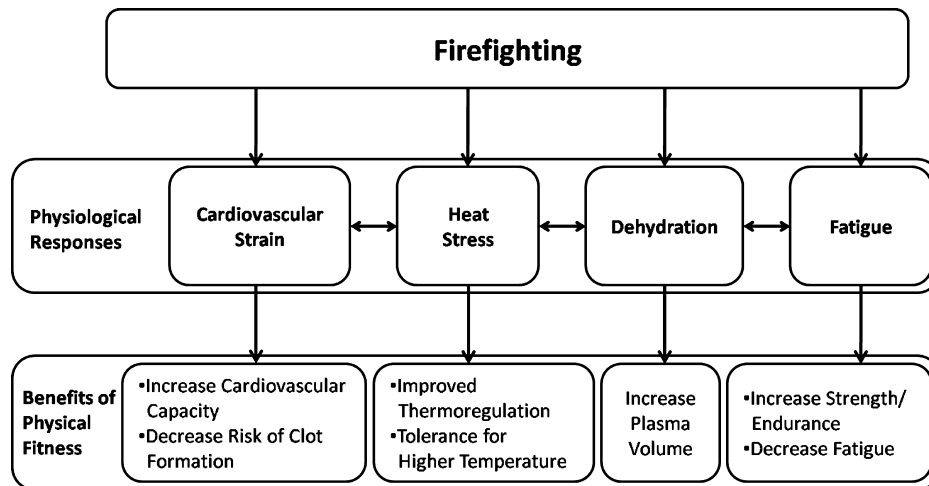 Firefighting
Physiological
Responses
Cardiovascular
Strain
Heat
Stress
Dehydration
Fatigue
Benefits of
Physical
Fitness
•Increase Cardiovascular
Capacity
•Decrease Risk of Clot
Formation
•Improved
Thermoregulation
•Tolerance for
Higher Temperature
Increase
Plasma
Volume
•Increase Strength/
Endurance
•Decrease Fatigue